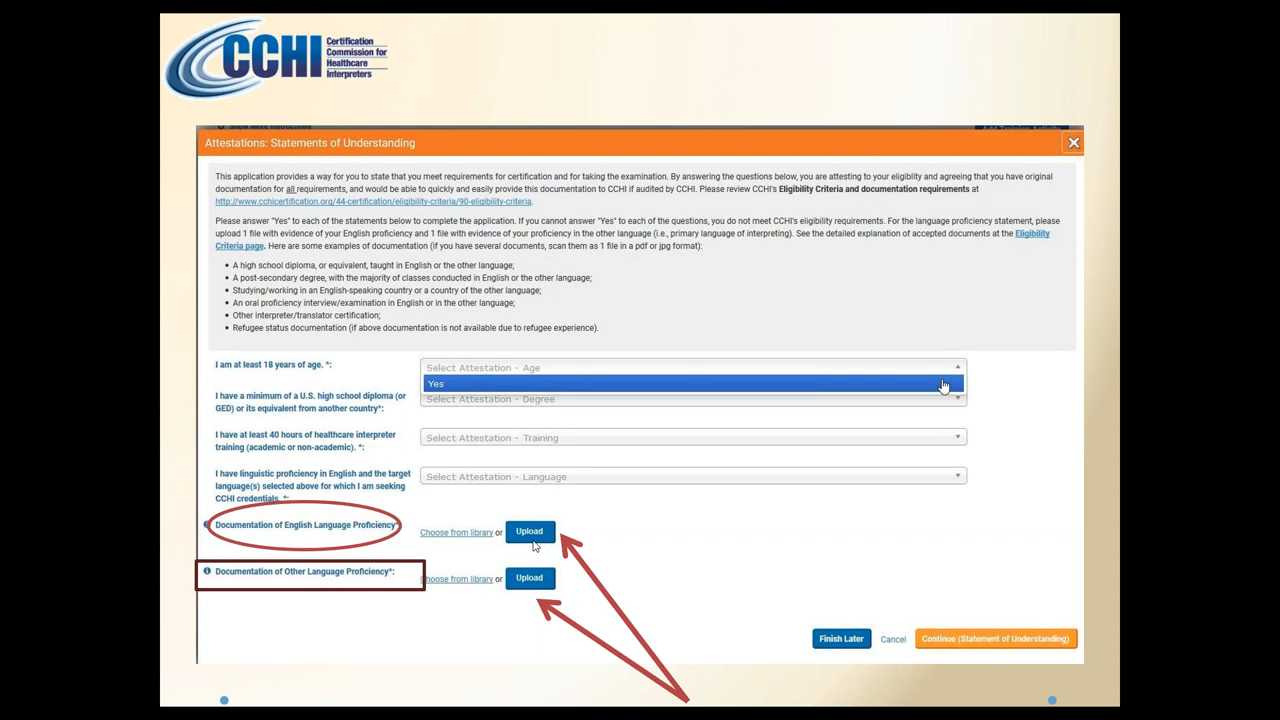 CCHI
Certification
Commission for
Healthcare
Interpreters
Show More Instructions
Add Training Activity
Attestations: Statements of Understanding
This application provides a way for you to state that you meet requirements for certification and for taking the examination. By answering the questions below, you are attesting to your eligiblity and agreeing that you have original
documentation for all requirements, and would be able to quickly and easily provide this documentation to CCHI if audited by CCHI. Please review CCHI's Eligibility Criteria and documentation requirements at
http://www.cchicertification.org/44-certification/eligibility-criteria/90-eligibility-criteria.
Please answer "Yes" to each of the statements below to complete the application. If you cannot answer "Yes" to each of the questions, you do not meet CCHI's eligibility requirements. For the language proficiency statement, please
upload 1 file with evidence of your English proficiency and 1 file with evidence of your proficiency in the other language (i.e., primary language of interpreting). See the detailed explanation of accepted documents at the Eligibility
Criteria page. Here are some examples of documentation (if you have several documents, scan them as 1 file in a pdf or jpg format):
• A high school diploma, or equivalent, taught in English or the other language;
• A post-secondary degree, with the majority of classes conducted in English or the other language;
• Studying/working in an English-speaking country or a country of the other language;
• An oral proficiency interview/examination in English or in the other language;
• Other interpreter/translator certification;
• Refugee status documentation (if above documentation is not available due to refugee experience).
I am at least 18 years of age. *:
Select Attestation - Age
Yes
I have a minimum of a U.S. high school diploma (or
GED) or its equivalent from another country*:
Select Attestation - Degree
I have at least 40 hours of healthcare interpreter
training (academic or non-academic). *:
Select Attestation - Training
I have linguistic proficiency in English and the target
language(s) selected above for which I am seeking
CCHI credentials. *:
Select Attestation - Language
Documentation of English Language Proficiency*
Choose from library or Upload
Documentation of Other Language Proficiency*:
Choose from library or Upload
Finish Later Cancel Continue (Statement of Understanding)